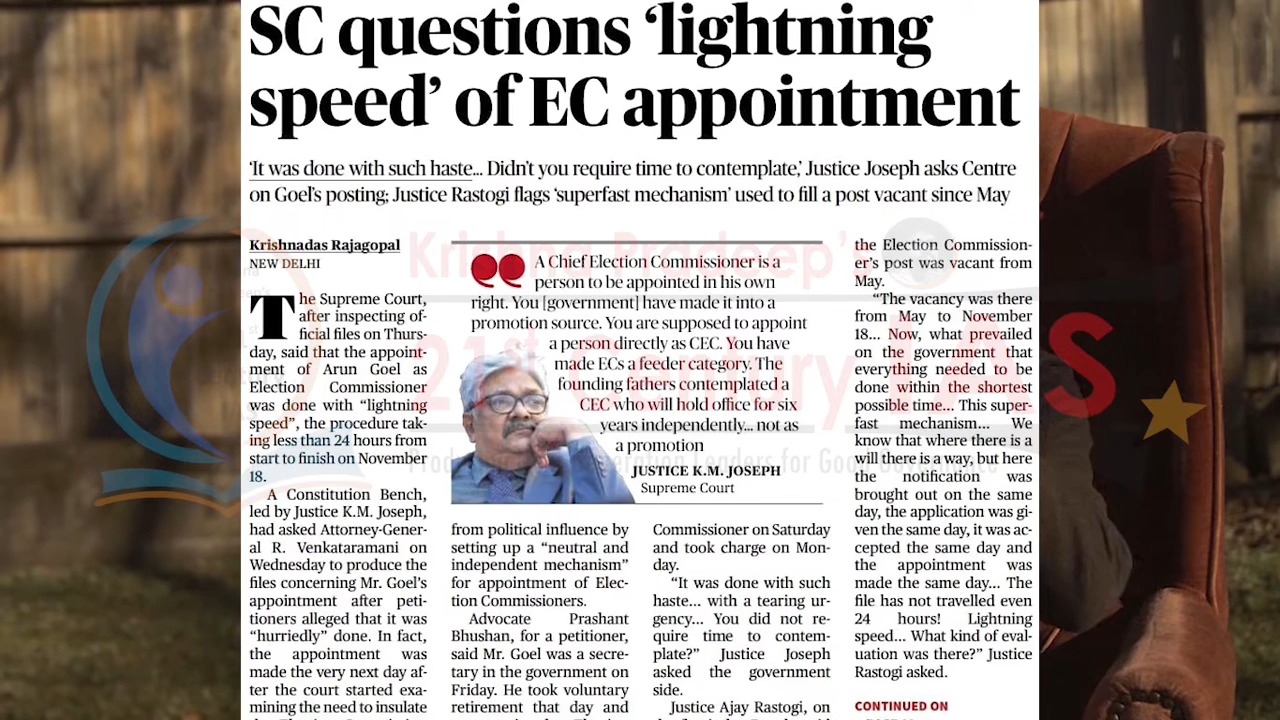 SC questions ‘lightning
speed’ of EC appointment
‘It was done with such haste... Didn’t you require time to contemplate,’ Justice Joseph asks Centre
on Goel’s posting; Justice Rastogi flags ‘superfast mechanism’ used to fill a post vacant since May
Krishnadas Rajagopal
NEW DELHI
The Supreme Court,
after inspecting of-
ficial files on Thurs-
day, said that the appoint-
ment of Arun Goel as
Election Commissioner
was done with “lightning
speed”, the procedure tak-
ing less than 24 hours from
start to finish on November
18.
A Constitution Bench,
led by Justice K.M. Joseph,
had asked Attorney-Gener-
al R. Venkataramani on
Wednesday to produce the
files concerning Mr. Goel’s
appointment after peti-
tioners alleged that it was
“hurriedly” done. In fact,
the appointment was
made the very next day af-
ter the court started exa-
mining the need to insulate
A Chief Election Commissioner is a
person to be appointed in his own
right. You [government] have made it into a
promotion source. You are supposed to appoint
a person directly as CEC. You have
made ECs a feeder category. The
founding fathers contemplated a
CEC who will hold office for six
years independently... not as
a promotion
JUSTICE K.M. JOSEPH
Supreme Court
from political influence by
setting up a “neutral and
independent mechanism”
for appointment of Elec-
tion Commissioners.
Advocate Prashant
Bhushan, for a petitioner,
said Mr. Goel was a secre-
tary in the government on
Friday. He took voluntary
retirement that day and
Commissioner on Saturday
and took charge on Mon-
day.
“It was done with such
haste... with a tearing ur-
gency... You did not re-
quire time to contem-
plate?” Justice Joseph
asked the government
side.
Justice Ajay Rastogi, on
the Election Commission-
er’s post was vacant from
May.
“The vacancy was there
from May to November
18... Now, what prevailed
on the government that
everything needed to be
done within the shortest
possible time... This super-
fast mechanism... We
know that where there is a
will there is a way, but here
the notification was
brought out on the same
day, the application was gi-
ven the same day, it was ac-
cepted the same day and
the appointment was
made the same day... The
file has not travelled even
24 hours! Lightning
speed... What kind of eval-
uation was there?” Justice
Rastogi asked.
CONTINUED ON
Krishna Pradeep’s
21st Century IAS
Leaders for Good Governance